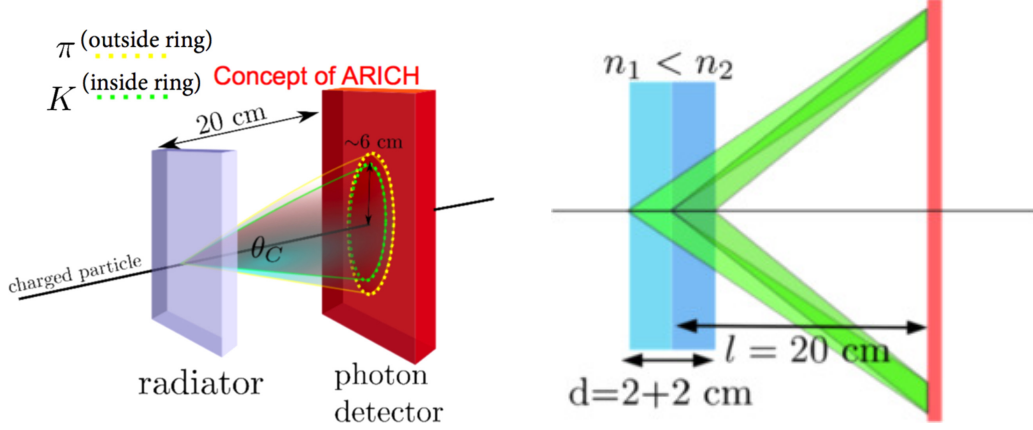 π (outside ring)
K (inside ring)
Concept of ARICH
20 cm
~6 cm
θ_C
charged particle
radiator
photon
detector
n₁ < n₂
l = 20 cm
d=2+2 cm